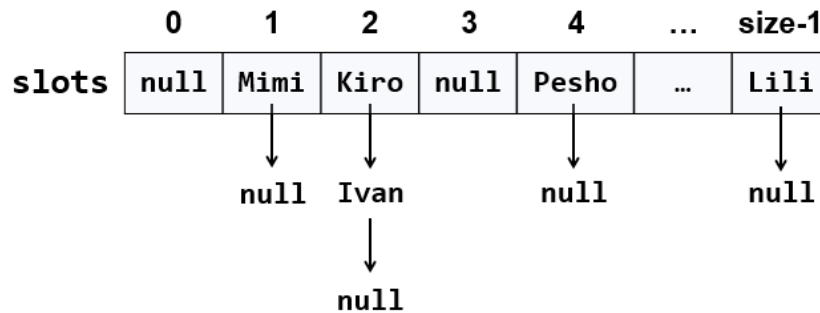 0 1 2 3 4 ... size-1
slots null Mimi Kiro null Pesho … Lili
null Ivan null null
null